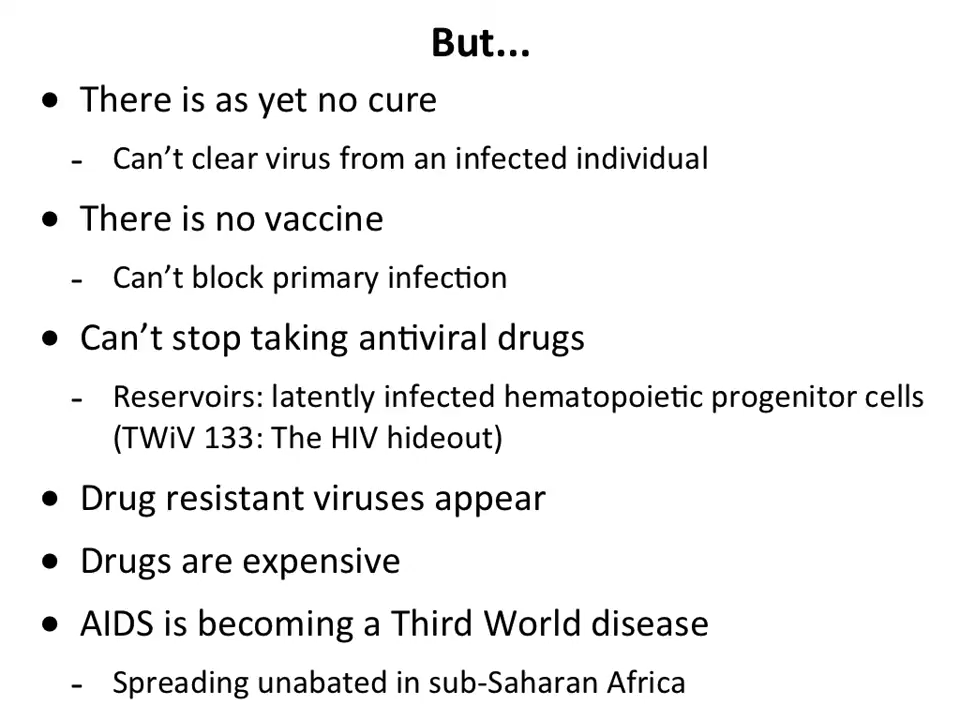 But...
• There is as yet no cure
- Can’t clear virus from an infected individual
• There is no vaccine
- Can’t block primary infection
• Can’t stop taking antiviral drugs
- Reservoirs: latently infected hematopoietic progenitor cells
(TWiV 133: The HIV hideout)
• Drug resistant viruses appear
• Drugs are expensive
• AIDS is becoming a Third World disease
- Spreading unabated in sub-Saharan Africa